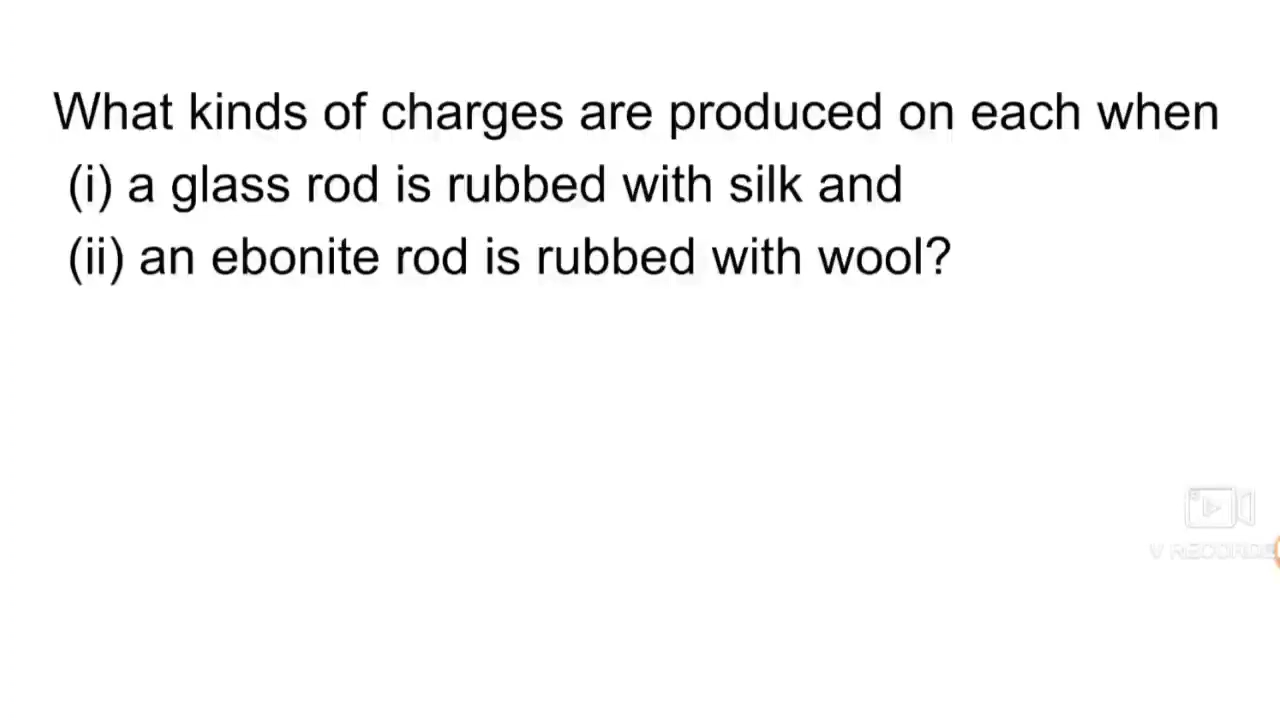 What kinds of charges are produced on each when
(i) a glass rod is rubbed with silk and
(ii) an ebonite rod is rubbed with wool?
V RECORDE